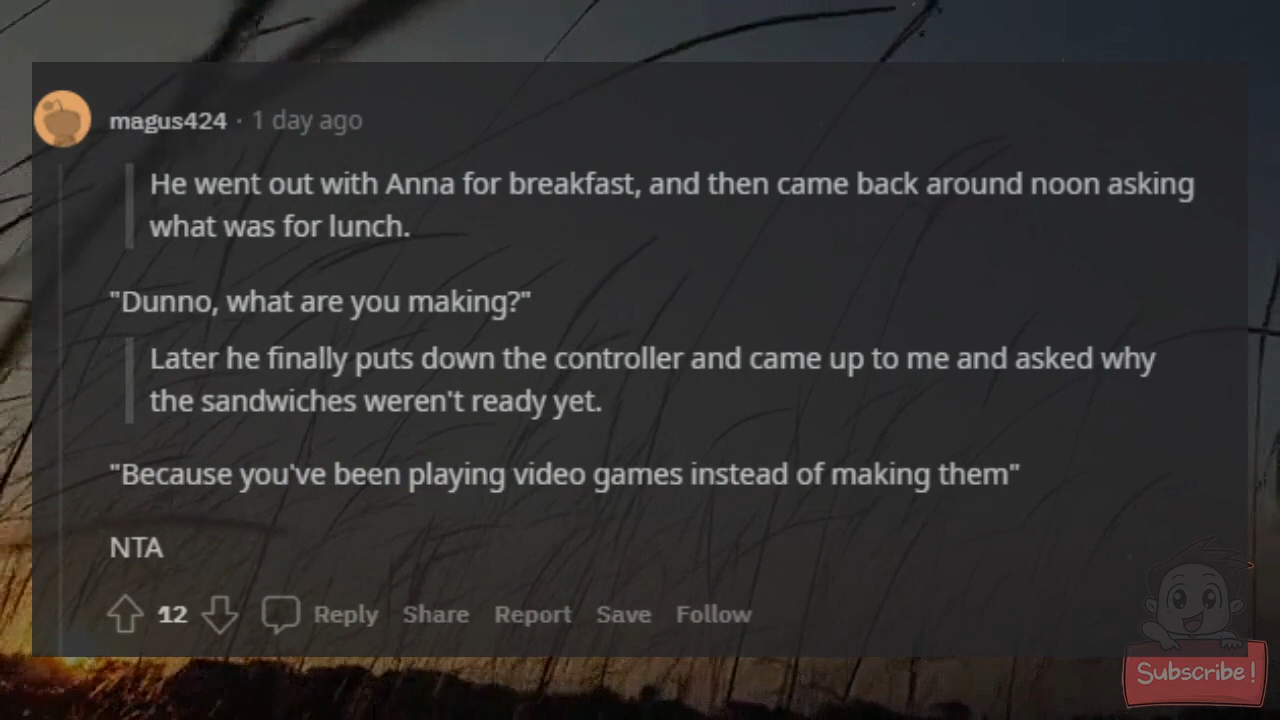 magus424 · 1 day ago
He went out with Anna for breakfast, and then came back around noon asking
what was for lunch.
"Dunno, what are you making?"
Later he finally puts down the controller and came up to me and asked why
the sandwiches weren't ready yet.
"Because you've been playing video games instead of making them"
NTA
12 Reply Share Report Save Follow
Subscribe!